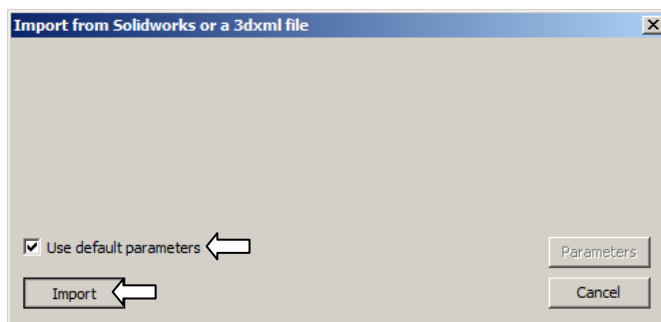 Import from Solidworks or a 3dxml file
Use default parameters
Parameters
Import
Cancel